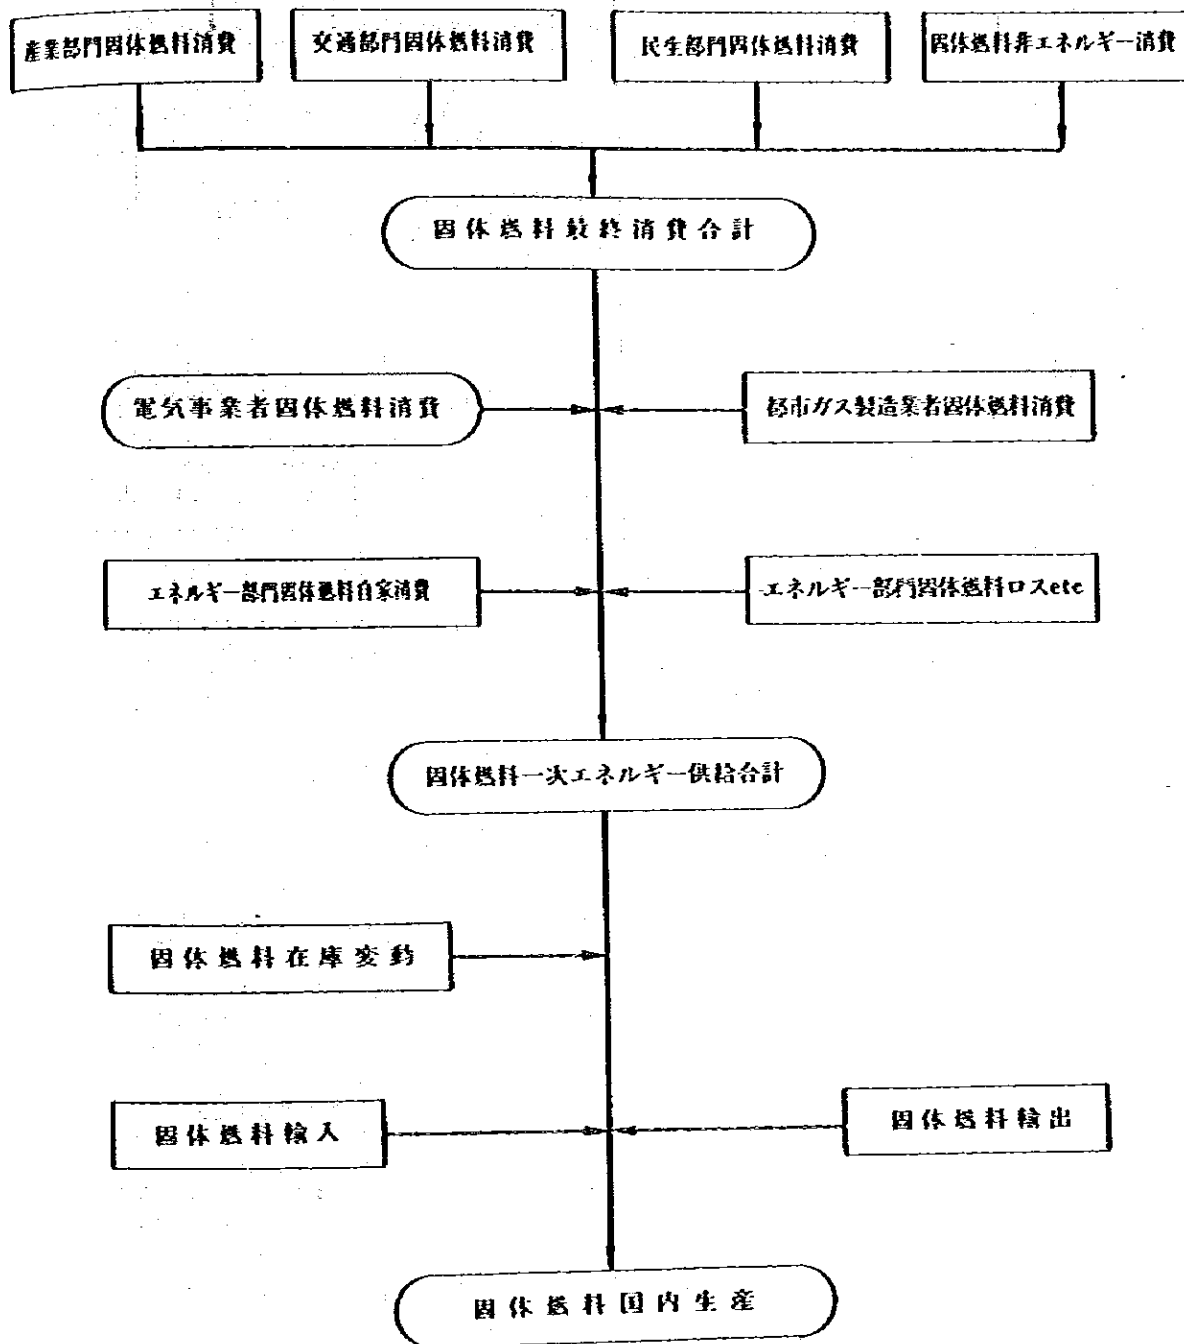 産業部門固体燃料消費
交通部門固体燃料消費
民生部門固体燃料消費
固体燃料非エネルギー消費
固体燃料最終消費合計
電気事業者固体燃料消費
都市ガス製造業者固体燃料消費
エネルギー部門固体燃料自家消費
エネルギー部門固体燃料ロスetc
固体燃料一次エネルギー供給合計
固体燃料在庫変動
固体燃料輸入
固体燃料輸出
固体燃料国内生産